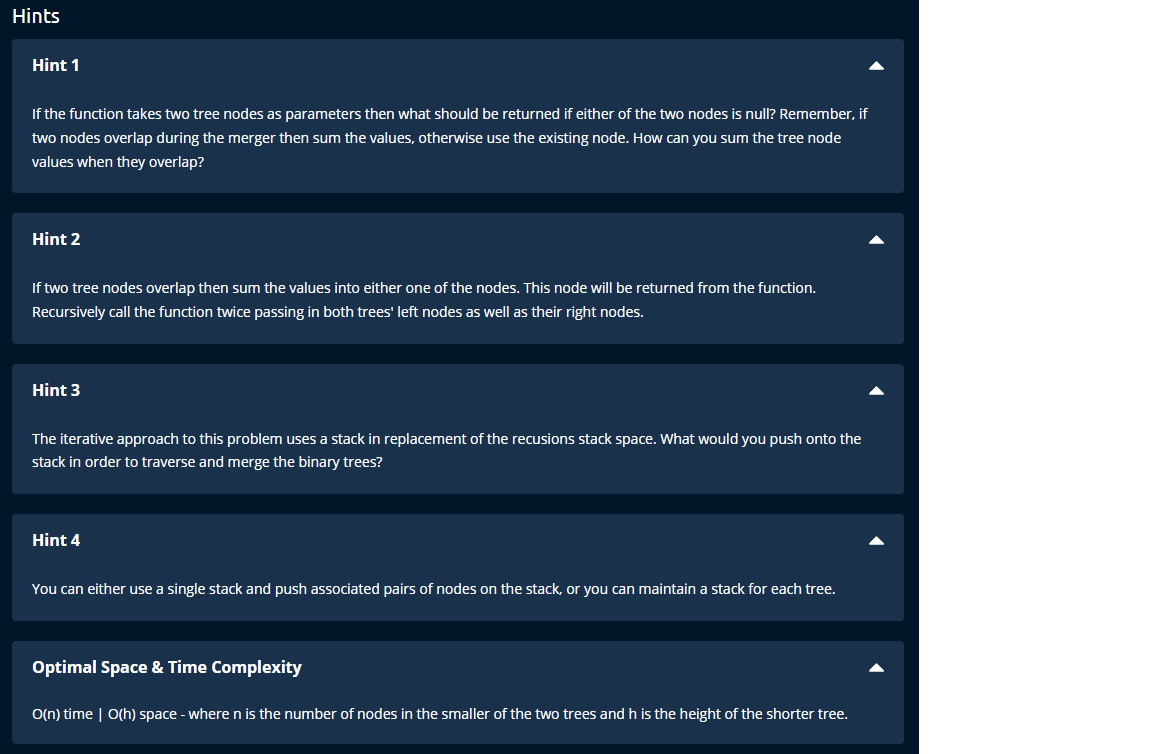 Hints
Hint 1
If the function takes two tree nodes as parameters then what should be returned if either of the two nodes is null? Remember, if
two nodes overlap during the merger then sum the values, otherwise use the existing node. How can you sum the tree node
values when they overlap?
Hint 2
If two tree nodes overlap then sum the values into either one of the nodes. This node will be returned from the function.
Recursively call the function twice passing in both trees' left nodes as well as their right nodes.
Hint 3
The iterative approach to this problem uses a stack in replacement of the recusions stack space. What would you push onto the
stack in order to traverse and merge the binary trees?
Hint 4
You can either use a single stack and push associated pairs of nodes on the stack, or you can maintain a stack for each tree.
Optimal Space & Time Complexity
O(n) time | O(h) space - where n is the number of nodes in the smaller of the two trees and h is the height of the shorter tree.